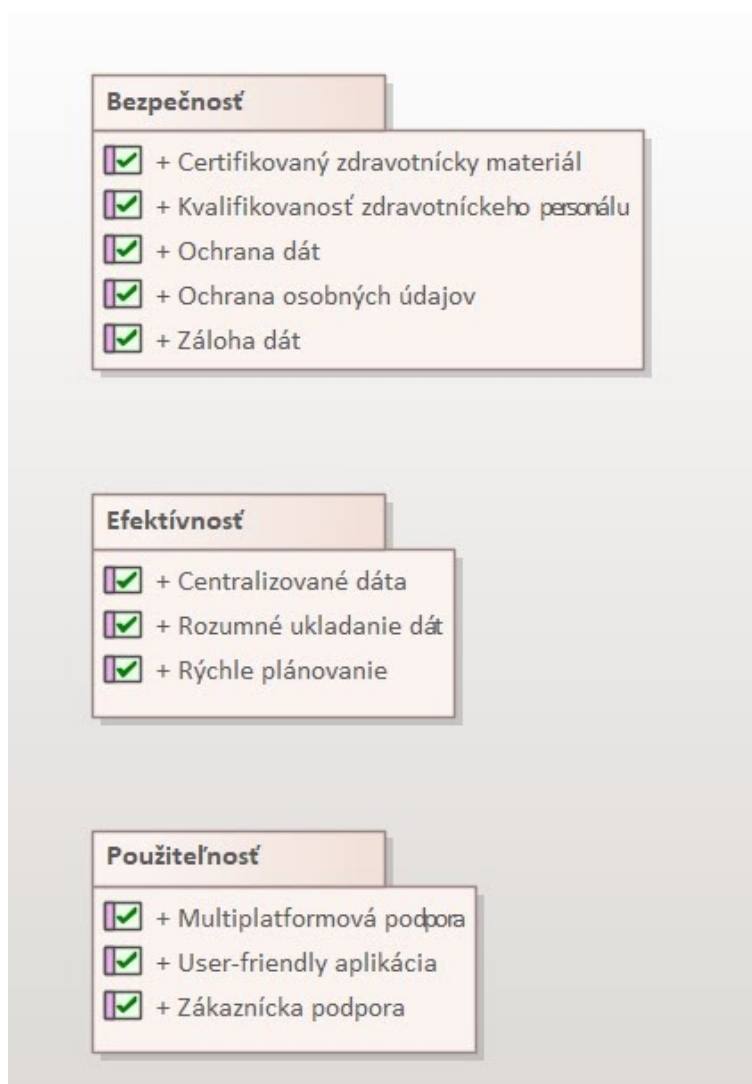 Bezpečnosť
+ Certifikovaný zdravotnícky materiál
+ Kvalifikovanosť zdravotníckeho personálu
+ Ochrana dát
+ Ochrana osobných údajov
+ Záloha dát
Efektívnosť
+ Centralizované dáta
+ Rozumné ukladanie dát
+ Rýchle plánovanie
Použiteľnosť
+ Multiplatformová podpora
+ User-friendly aplikácia
+ Zákaznícka podpora